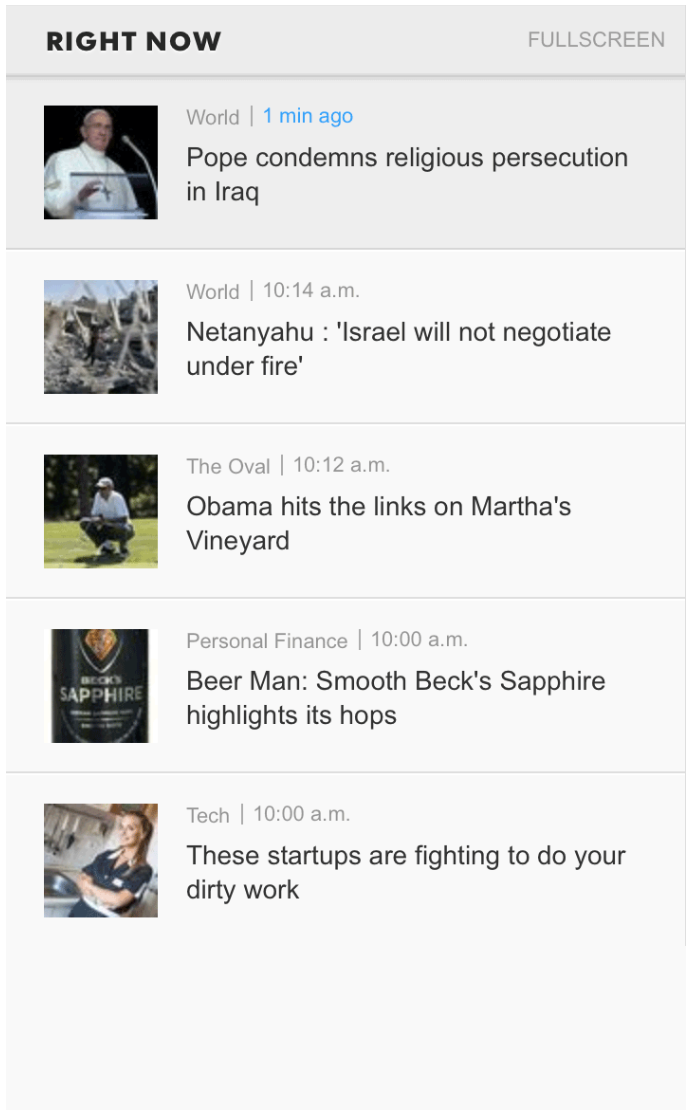 RIGHT NOW
FULLSCREEN
World | 1 min ago
Pope condemns religious persecution
in Iraq
World | 10:14 a.m.
Netanyahu : 'Israel will not negotiate
under fire'
The Oval | 10:12 a.m.
Obama hits the links on Martha's
Vineyard
BECK'S
SAPPHIRE
Personal Finance | 10:00 a.m.
Beer Man: Smooth Beck's Sapphire
highlights its hops
Tech | 10:00 a.m.
These startups are fighting to do your
dirty work